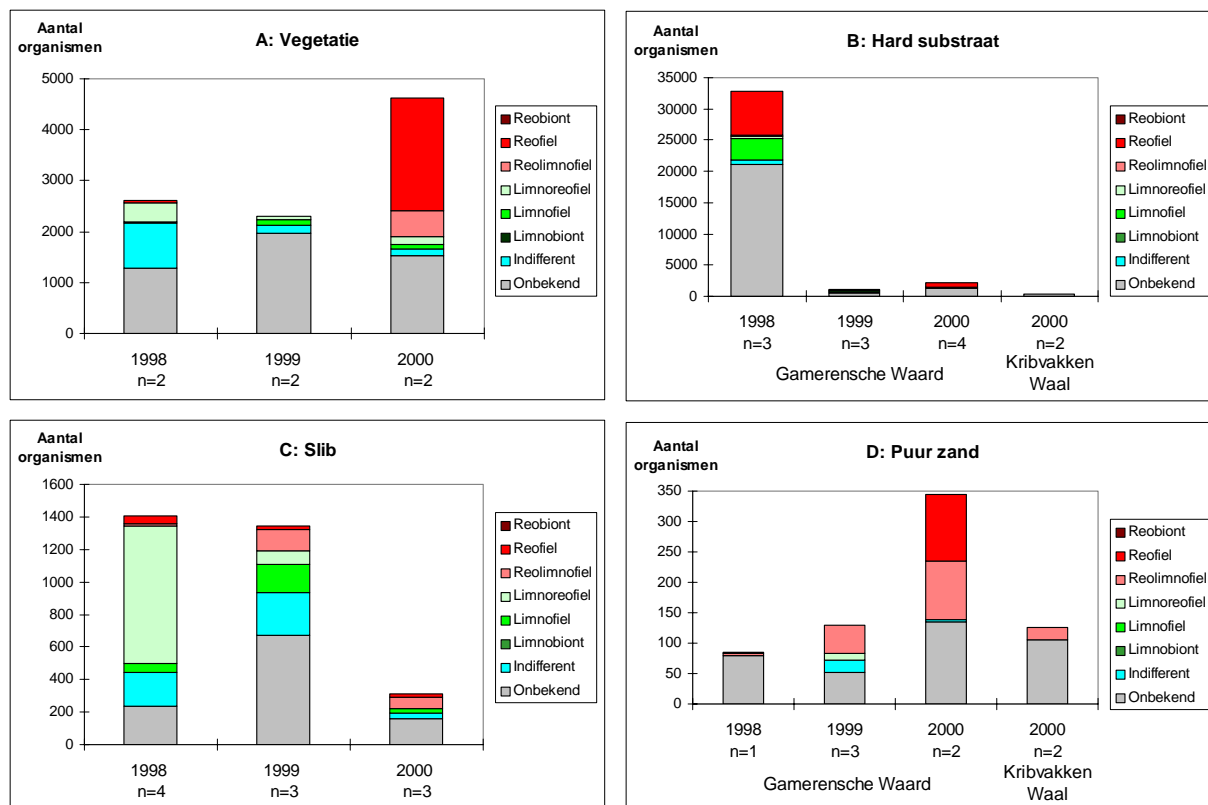 Aantal
organismen
A: Vegetatie
5000
4000
3000
2000
1000
0
1998
n=2
1999
n=2
2000
n=2
Reobiont
Reofiel
Reolimnofiel
Limnoreofiel
Limnofiel
Limnobiont
Indifferent
Onbekend
Aantal
organismen
B: Hard substraat
35000
30000
25000
20000
15000
10000
5000
0
1998
n=3
1999
n=3
2000
n=4
2000
n=2
Gamerensche Waard
Kribvakken
Waal
Reobiont
Reofiel
Reolimnofiel
Limnoreofiel
Limnofiel
Limnobiont
Indifferent
Onbekend
Aantal
organismen
C: Slib
1600
1400
1200
1000
800
600
400
200
0
1998
n=4
1999
n=3
2000
n=3
Reobiont
Reofiel
Reolimnofiel
Limnoreofiel
Limnofiel
Limnobiont
Indifferent
Onbekend
Aantal
organismen
D: Puur zand
350
300
250
200
150
100
50
0
1998
n=1
1999
n=3
2000
n=2
2000
n=2
Gamerensche Waard
Kribvakken
Waal
Reobiont
Reofiel
Reolimnofiel
Limnoreofiel
Limnofiel
Limnobiont
Indifferent
Onbekend